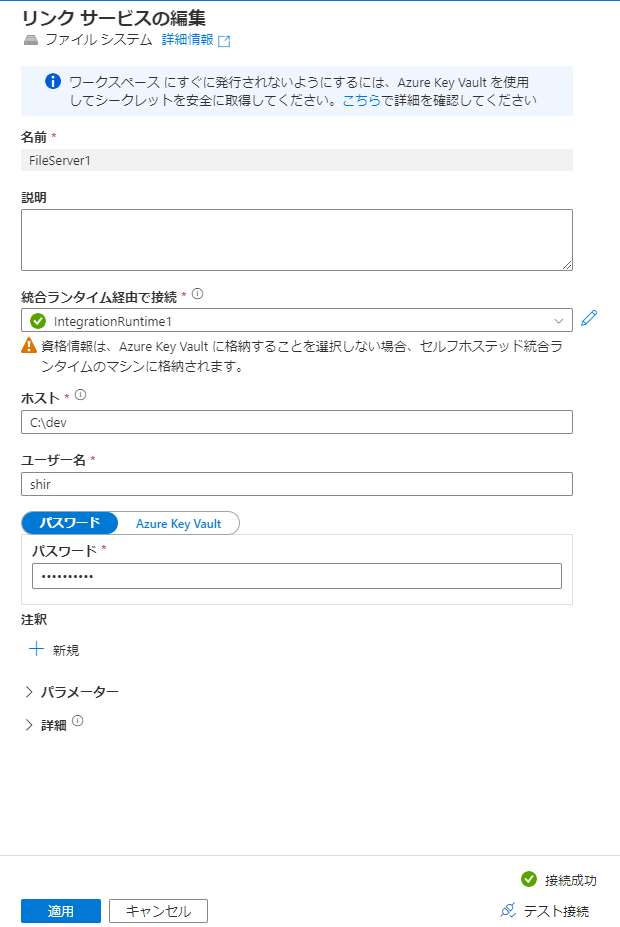 リンク サービスの編集
ファイル システム 詳細情報
ワークスペース にすぐに発行されないようにするには、Azure Key Vault を使用
してシークレットを安全に取得してください。こちらで詳細を確認してください
名前 *
FileServer1
説明
統合ランタイム経由で接続 *
IntegrationRuntime1
資格情報は、Azure Key Vault に格納することを選択しない場合、セルフホステッド統合ラ
ンタイムのマシンに格納されます。
ホスト *
C:\dev
ユーザー名 *
shir
パスワード Azure Key Vault
パスワード *
••••••••••
注釈
新規
パラメーター
詳細
接続成功
適用 キャンセル テスト接続